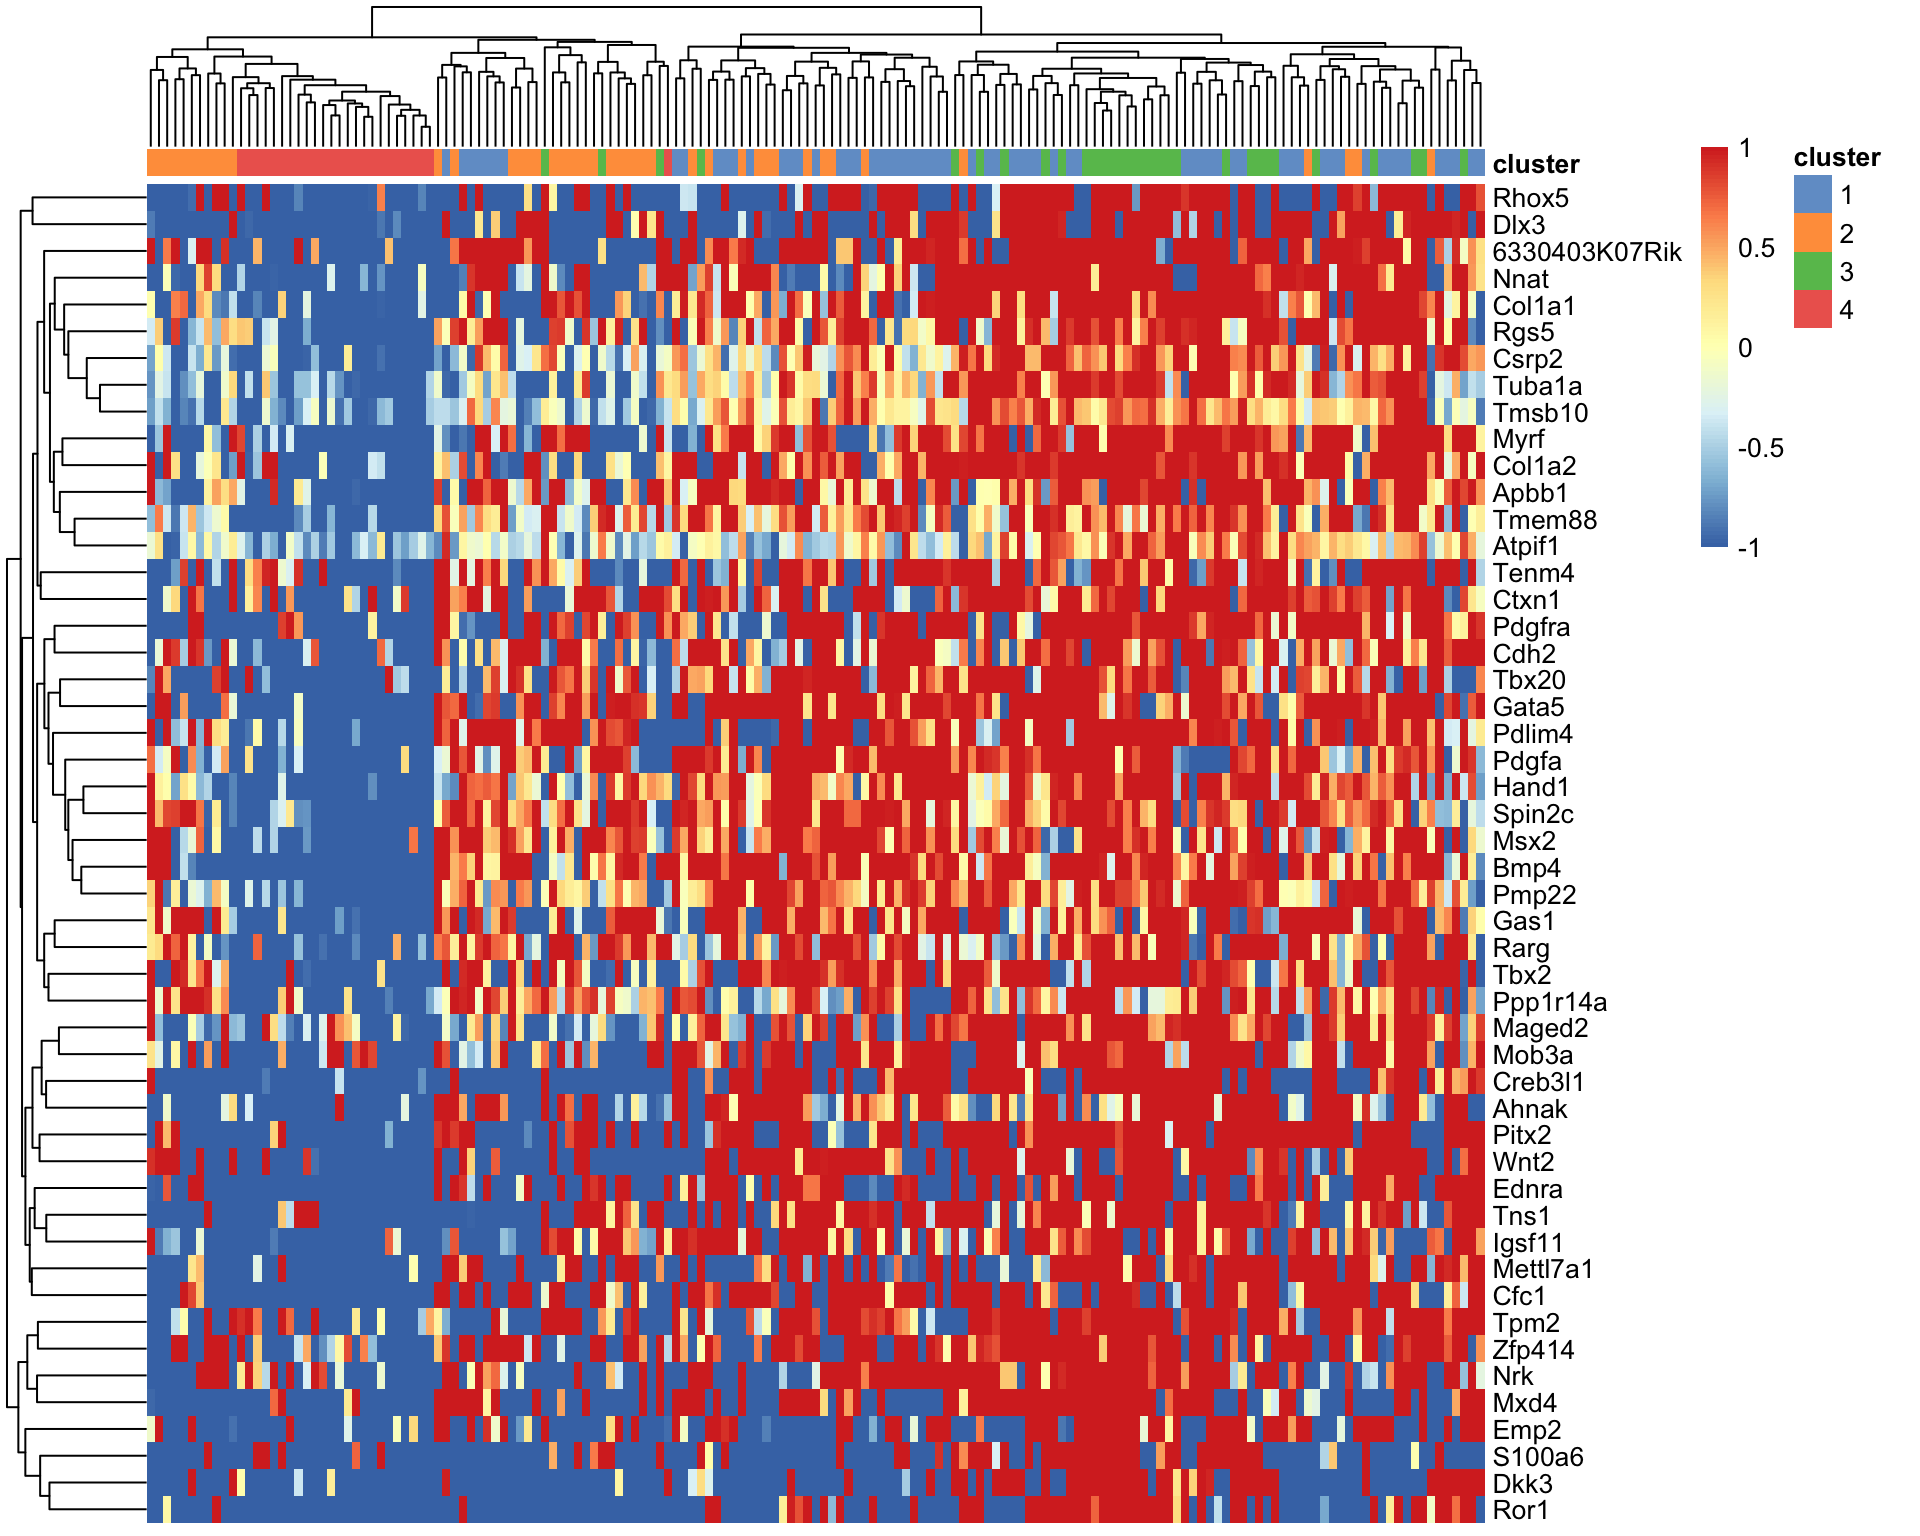 cluster
Rhox5
Dlx3
6330403K07Rik
Nnat
Col1a1
Rgs5
Csrp2
Tuba1a
Tmsb10
Myrf
Col1a2
Apbb1
Tmem88
Atpif1
Tenm4
Ctxn1
Pdgfra
Cdh2
Tbx20
Gata5
Pdlim4
Pdgfa
Hand1
Spin2c
Msx2
Bmp4
Pmp22
Gas1
Rarg
Tbx2
Ppp1r14a
Maged2
Mob3a
Creb3l1
Ahnak
Pitx2
Wnt2
Ednra
Tns1
Igsf11
Mettl7a1
Cfc1
Tpm2
Zfp414
Nrk
Mxd4
Emp2
S100a6
Dkk3
Ror1
1
0.5
0
-0.5
-1
cluster
1
2
3
4